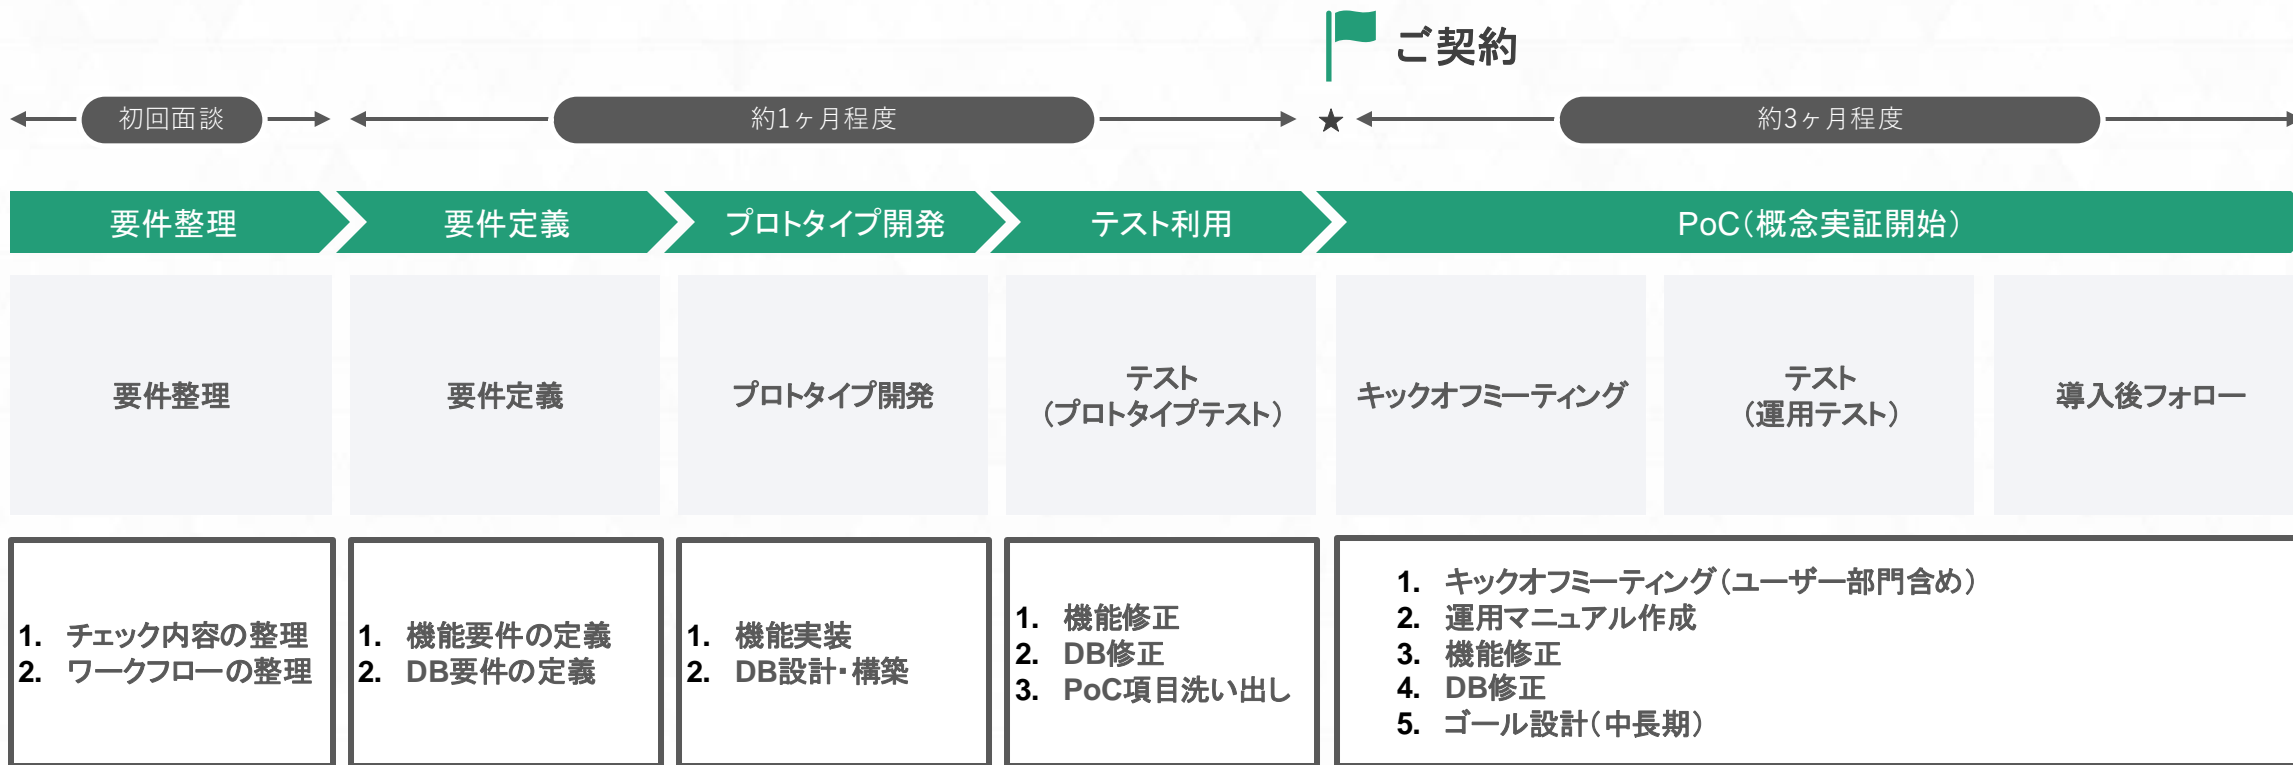 ご契約
初回面談
約1ヶ月程度
★
約3ヶ月程度
要件整理
要件定義
プロトタイプ開発
テスト利用
PoC（概念実証開始）
要件整理
要件定義
プロトタイプ開発
テスト
（プロトタイプテスト）
キックオフミーティング
テスト
（運用テスト）
導入後フォロー
1. チェック内容の整理
2. ワークフローの整理
1. 機能要件の定義
2. DB要件の定義
1. 機能実装
2. DB設計・構築
1. 機能修正
2. DB修正
3. PoC項目洗い出し
1. キックオフミーティング（ユーザー部門含め）
2. 運用マニュアル作成
3. 機能修正
4. DB修正
5. ゴール設計（中長期）